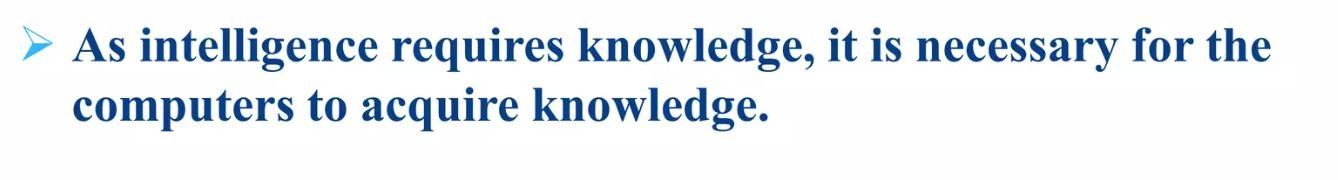 ➢ As intelligence requires knowledge, it is necessary for the
computers to acquire knowledge.